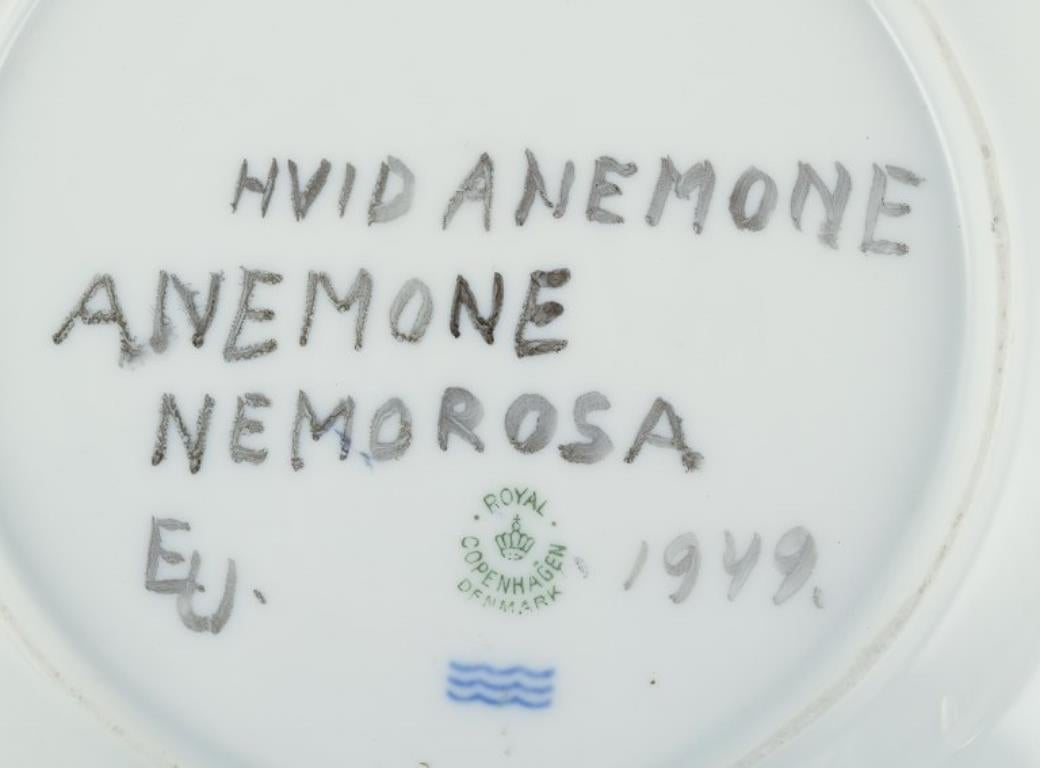 HVID ANEMONE
ANEMONE
NEMOROSA
EU.
ROYAL
COPENHAGEN
DENMARK
1949.